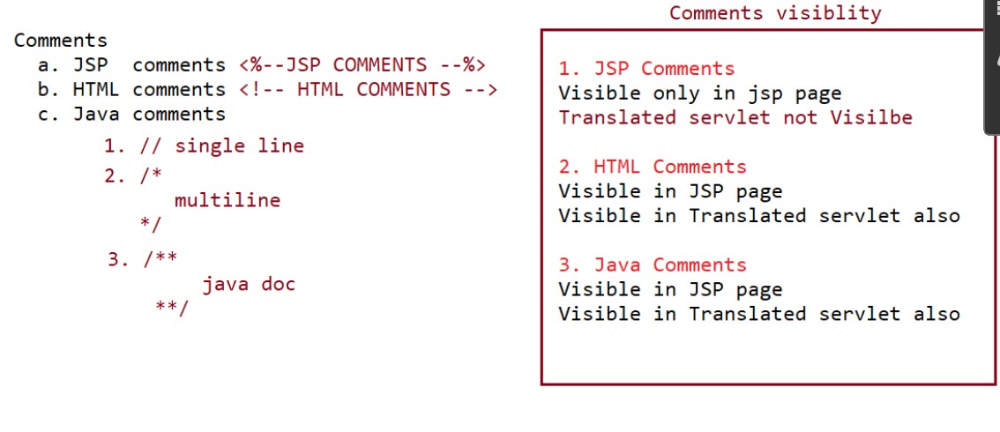 Comments
a. JSP comments <%--JSP COMMENTS --%>
b. HTML comments <!-- HTML COMMENTS -->
c. Java comments
1. // single line
2. /*
multiline
*/
3. /**
java doc
**/
Comments visiblity
1. JSP Comments
Visible only in jsp page
Translated servlet not Visilbe
2. HTML Comments
Visible in JSP page
Visible in Translated servlet also
3. Java Comments
Visible in JSP page
Visible in Translated servlet also